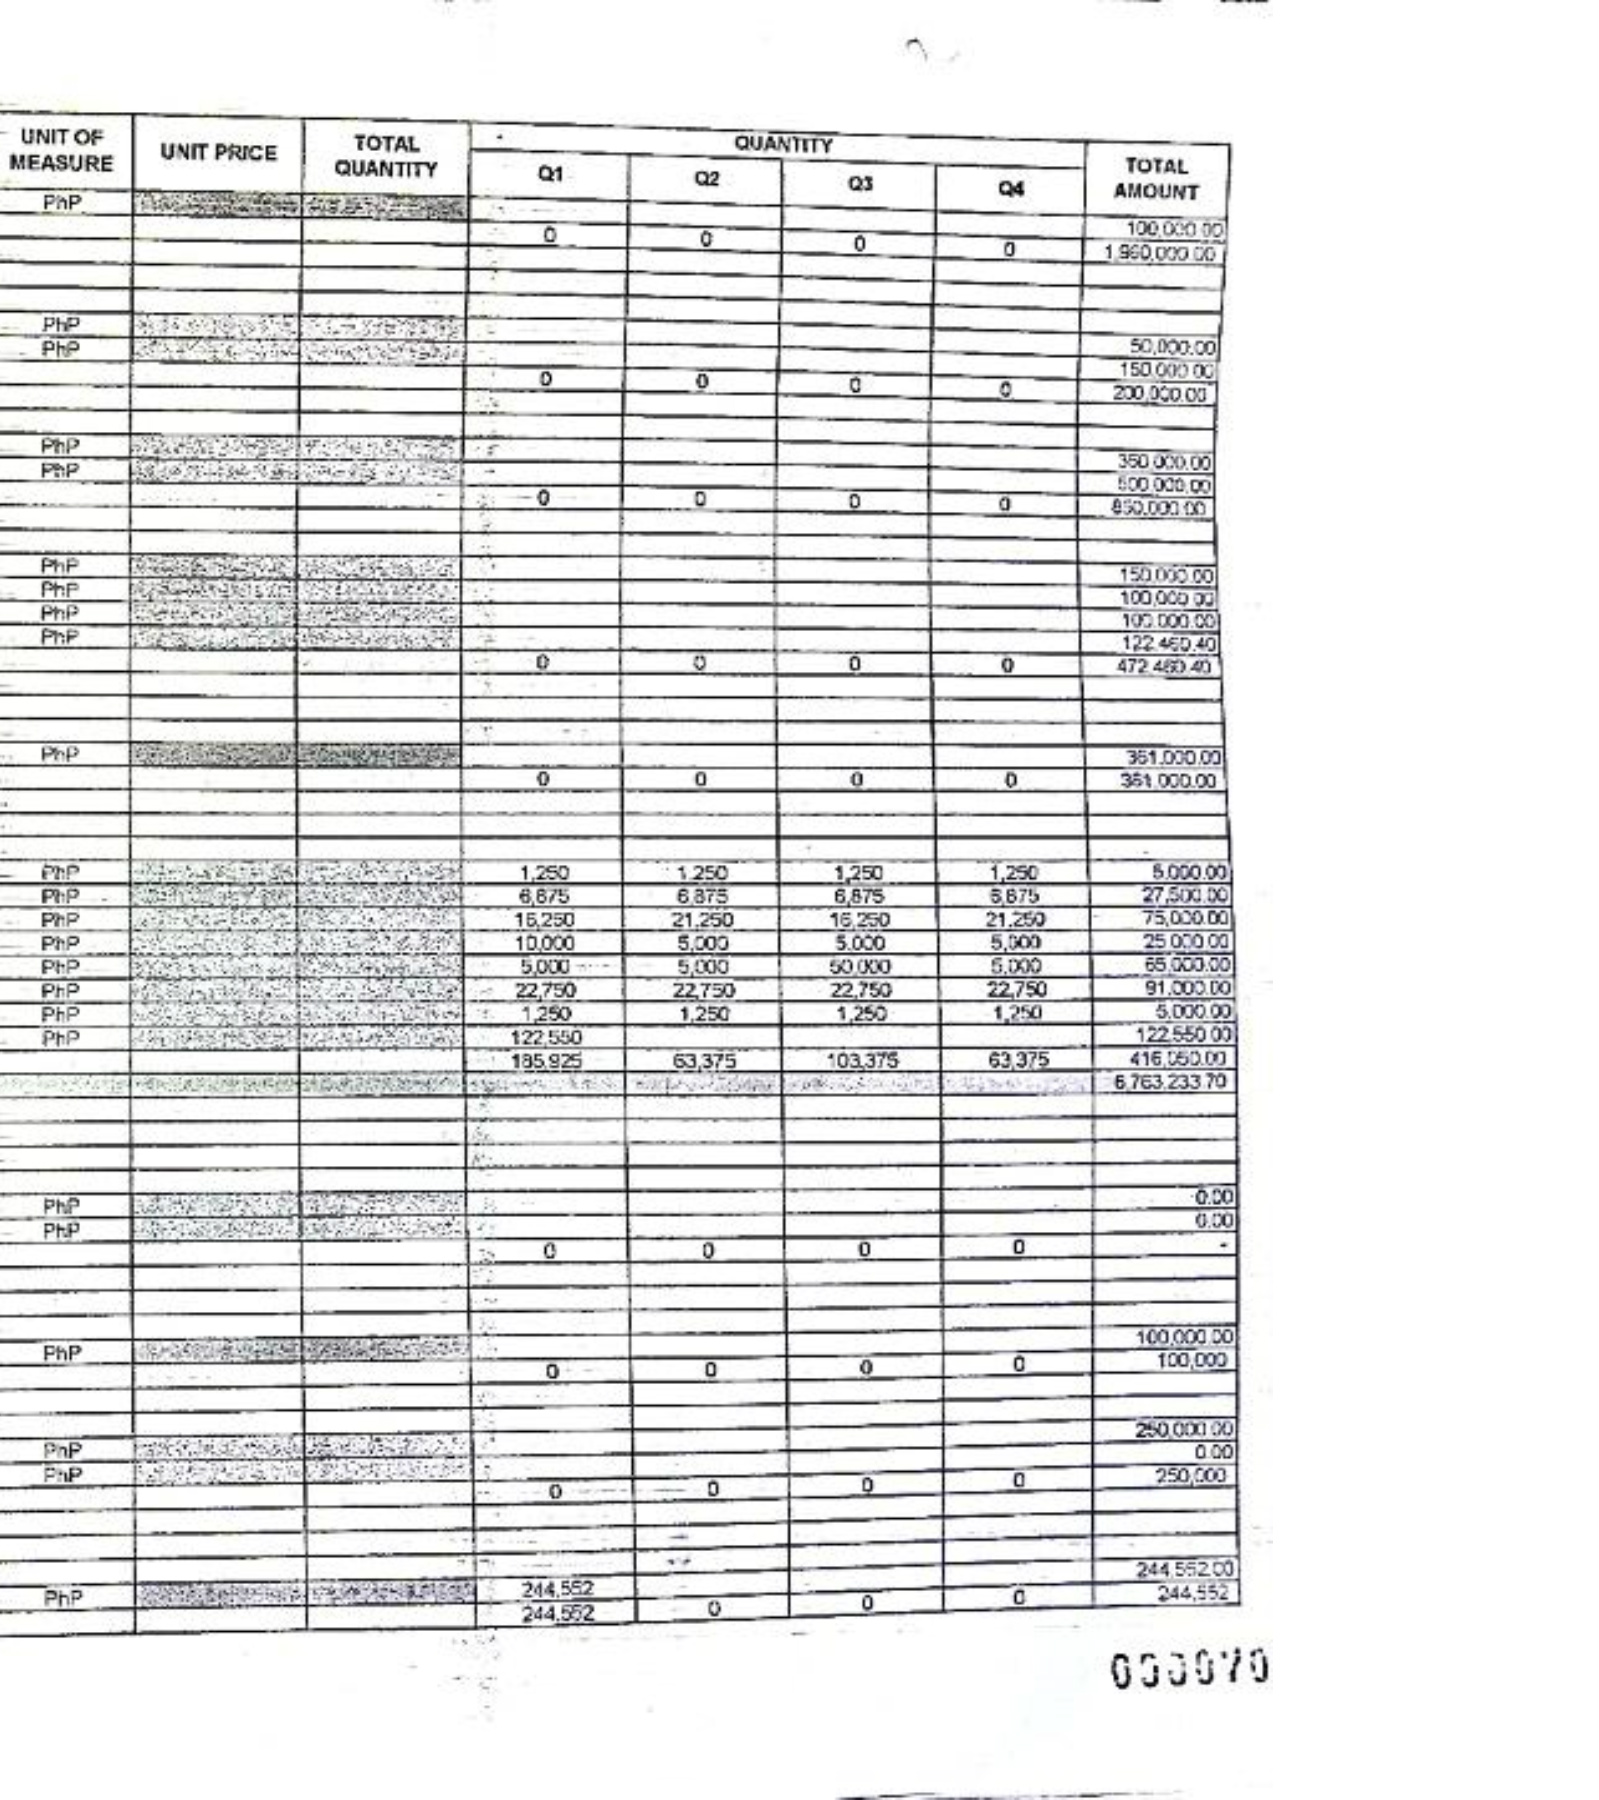 UNIT OF MEASURE UNIT PRICE TOTAL QUANTITY QUANTITY TOTAL AMOUNT
Q1 Q2 Q3 Q4
PhP 100,000.00
0 0 0 0 1,960,000.00
PhP 50,000.00
PhP 150,000.00
0 0 0 0 200,000.00
PhP 350,000.00
PhP 500,000.00
0 0 0 0 850,000.00
PhP 150,000.00
PhP 100,000.00
PhP 100,000.00
PhP 122,460.40
0 0 0 0 472,460.40
PhP 361,000.00
0 0 0 0 361,000.00
PhP 1,250 1,250 1,250 1,250 5,000.00
PhP 6,875 6,875 6,875 6,875 27,500.00
PhP 16,250 21,250 16,250 21,250 75,000.00
PhP 10,000 5,000 5,000 5,000 25,000.00
PhP 5,000 5,000 50,000 5,000 65,000.00
PhP 22,750 22,750 22,750 22,750 91,000.00
PhP 1,250 1,250 1,250 1,250 5,000.00
PhP 122,550 122,550.00
185,925 63,375 103,375 63,375 416,050.00
6,763,233.70
PhP 0.00
PhP 0.00
0 0 0 0 -
PhP 100,000.00
0 0 0 0 100,000
PhP 250,000.00
PhP 0.00
0 0 0 0 250,000
PhP 244,552 244,552.00
244,552 0 0 0 244,552